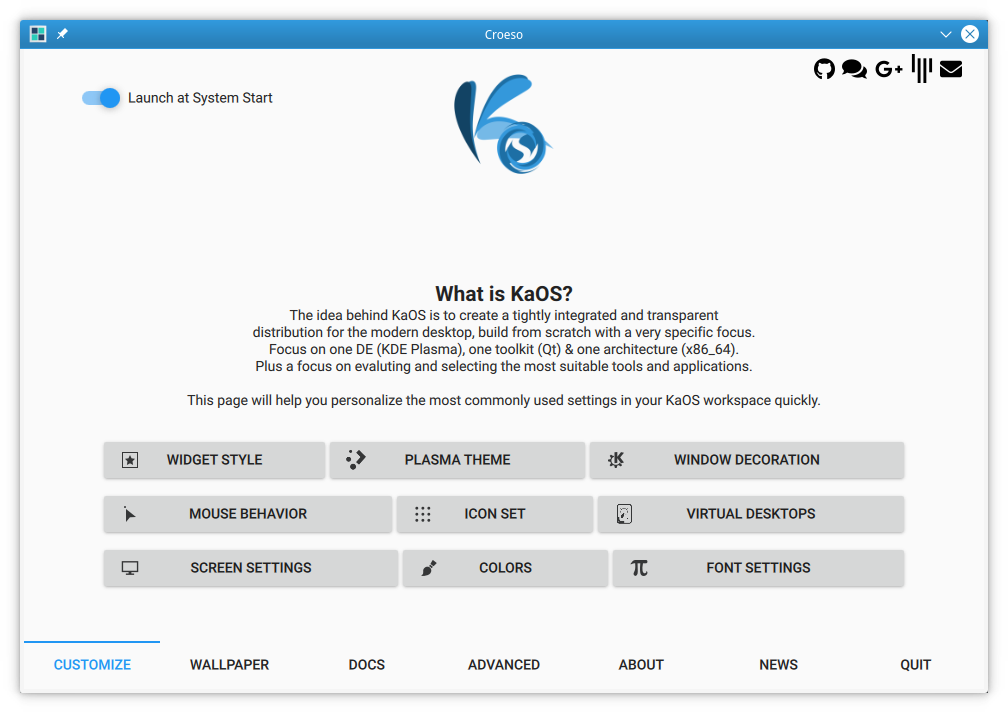 Croeso
Launch at System Start
What is KaOS?
The idea behind KaOS is to create a tightly integrated and transparent
distribution for the modern desktop, build from scratch with a very specific focus.
Focus on one DE (KDE Plasma), one toolkit (Qt) & one architecture (x86_64).
Plus a focus on evaluting and selecting the most suitable tools and applications.
This page will help you personalize the most commonly used settings in your KaOS workspace quickly.
WIDGET STYLE
PLASMA THEME
WINDOW DECORATION
MOUSE BEHAVIOR
ICON SET
VIRTUAL DESKTOPS
SCREEN SETTINGS
COLORS
FONT SETTINGS
CUSTOMIZE
WALLPAPER
DOCS
ADVANCED
ABOUT
NEWS
QUIT